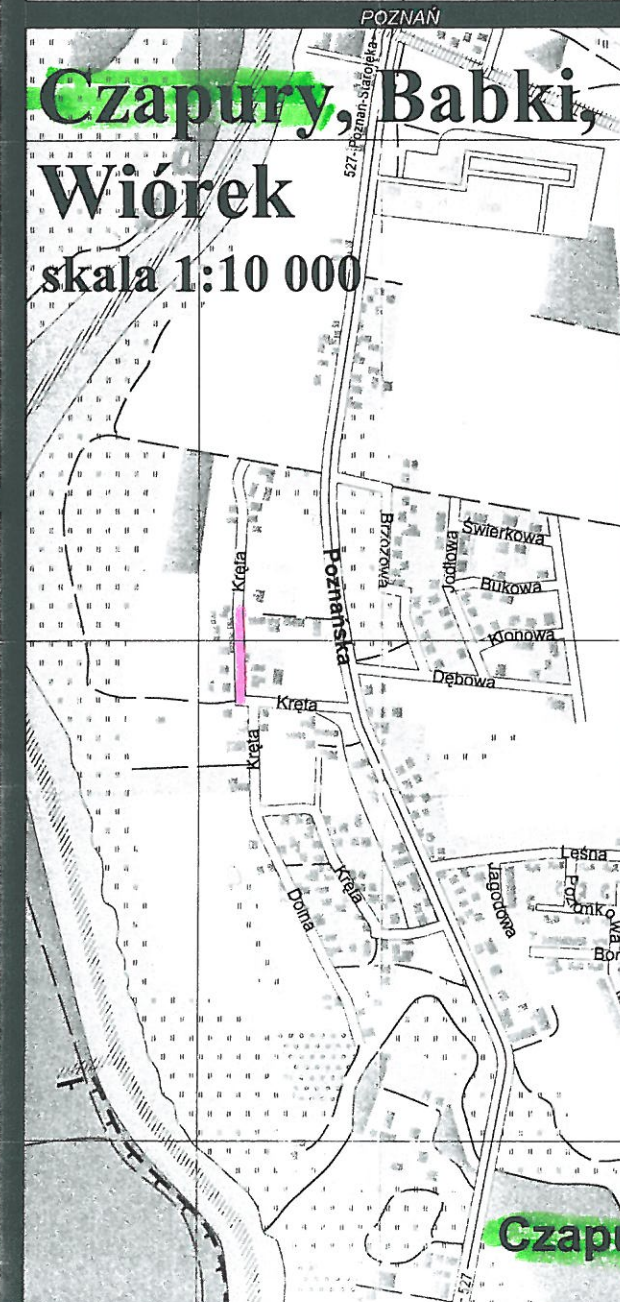 POZNAŃ
Czapury, Babki,
Wiórek
skala 1:10 000
527-Poznań-Starołęka-
Kręta
Poznańska
Brzozowa
Jodłowa
Świerkowa
Bukowa
Klonowa
Dębowa
Kręta
Kręta
Leśna
Jagodowa
Kręta
Dolna
Bor
Czapu
527